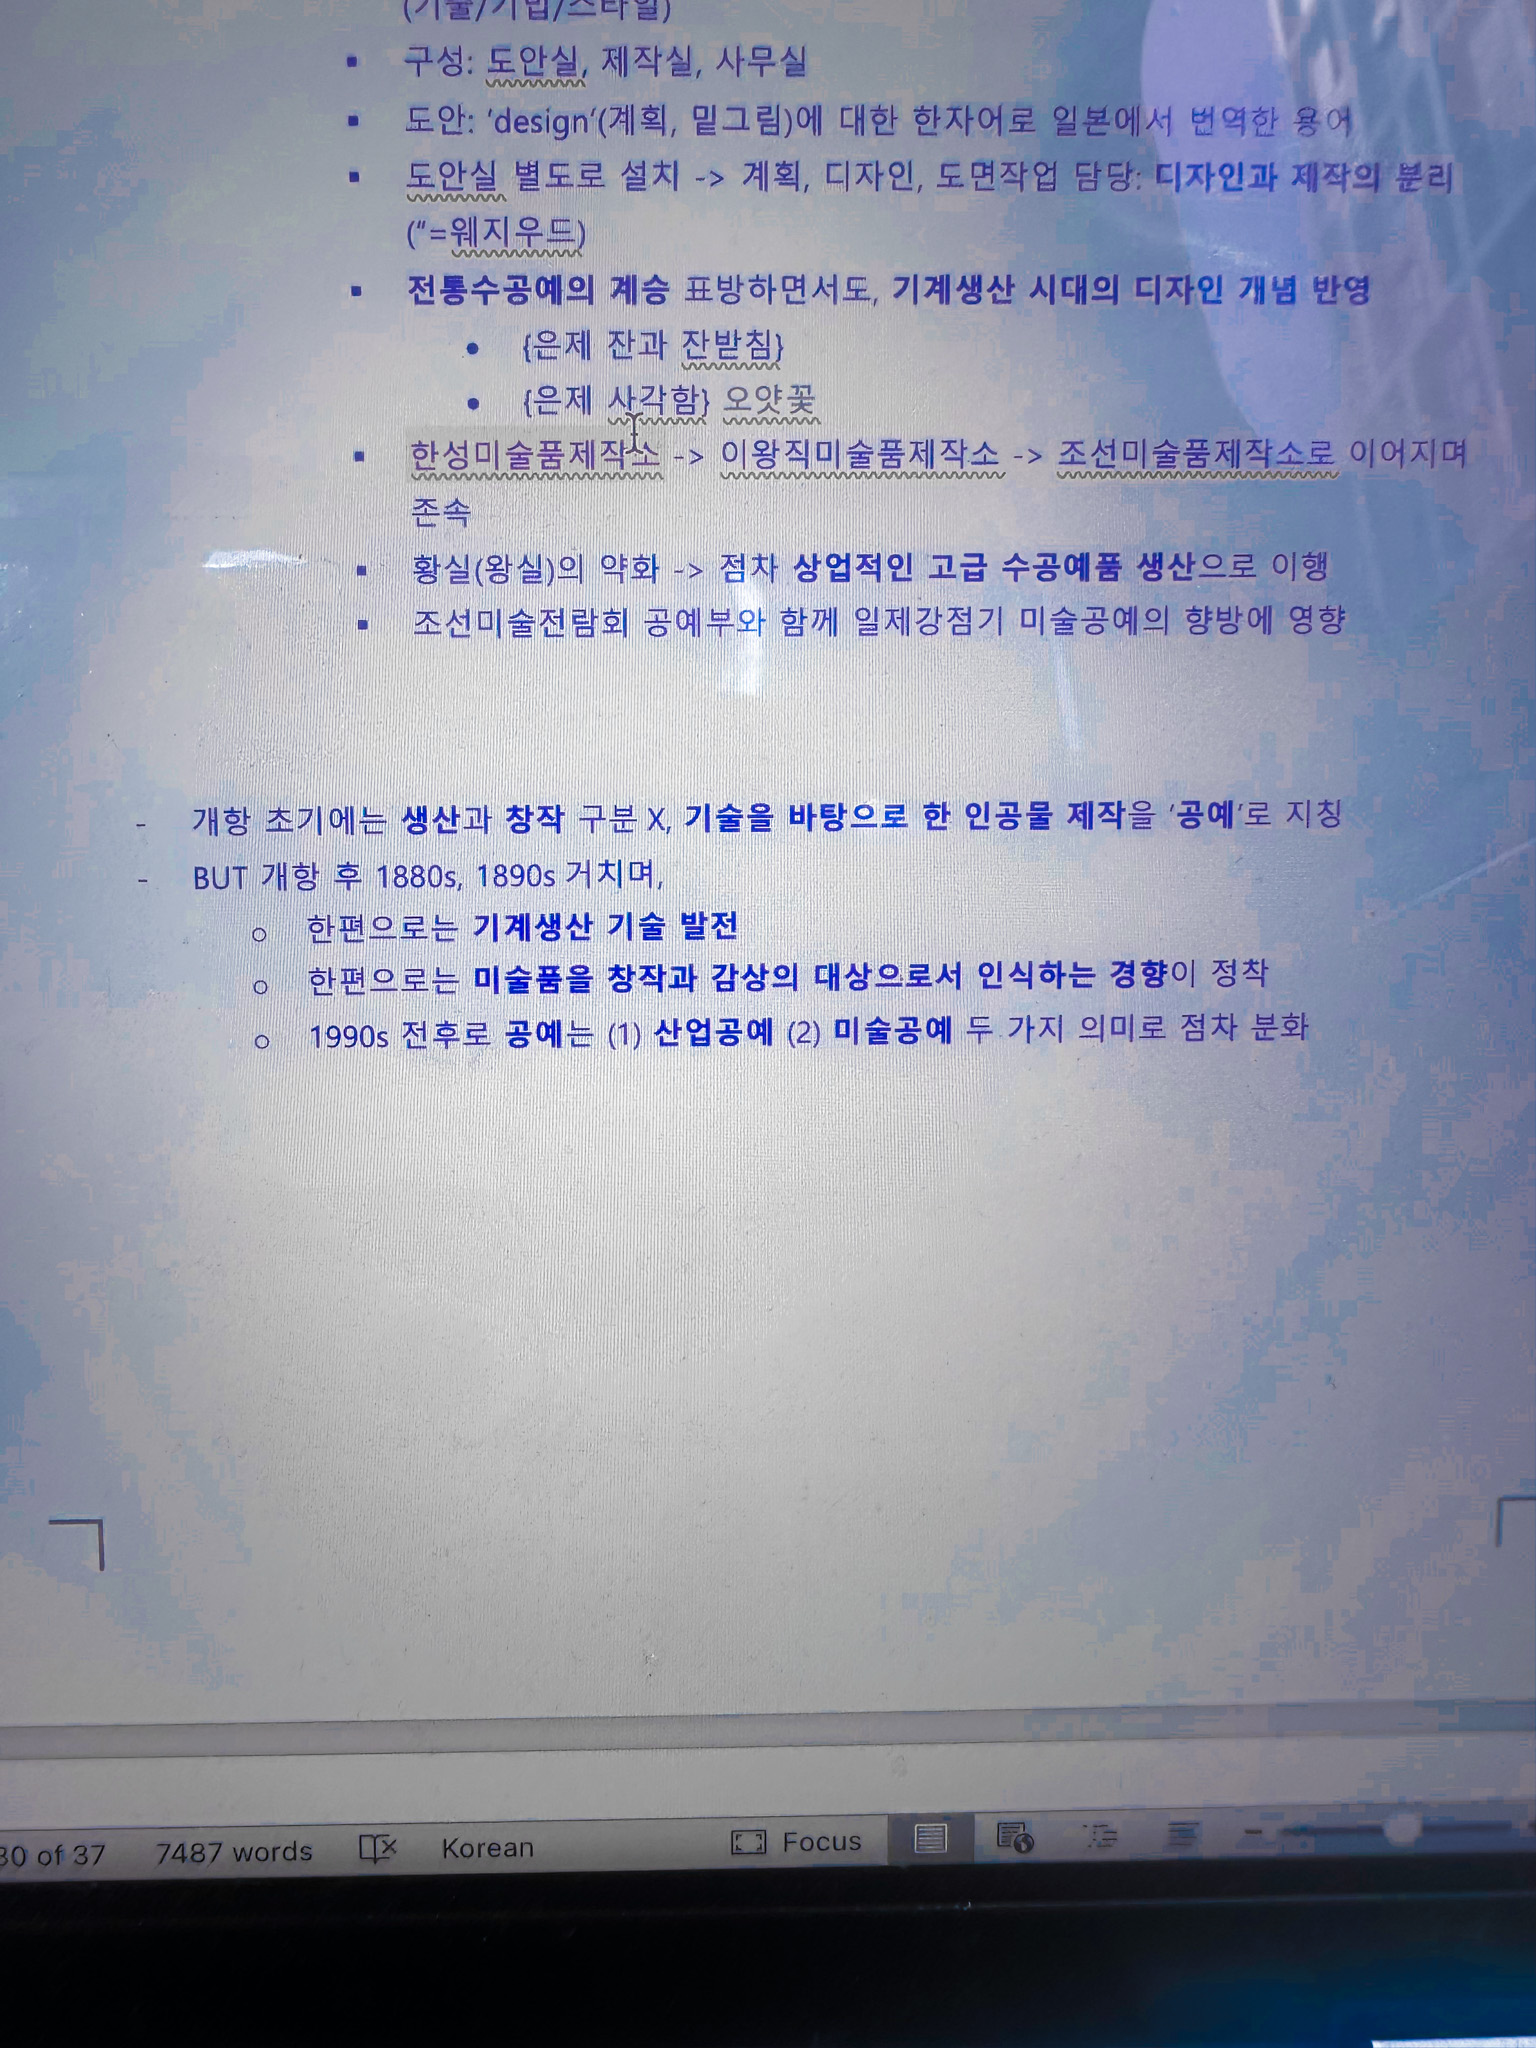 (기술/기법/스타일)
▪ 구성: 도안실, 제작실, 사무실
▪ 도안: ‘design’(계획, 밑그림)에 대한 한자어로 일본에서 번역한 용어
▪ 도안실 별도로 설치 -> 계획, 디자인, 도면작업 담당: 디자인과 제작의 분리
(“=웨지우드)
▪ 전통수공예의 계승 표방하면서도, 기계생산 시대의 디자인 개념 반영
• {은제 잔과 잔받침}
• {은제 사각함} 오얏꽃
▪ 한성미술품제작소 -> 이왕직미술품제작소 -> 조선미술품제작소로 이어지며
존속
▪ 황실(왕실)의 약화 -> 점차 상업적인 고급 수공예품 생산으로 이행
▪ 조선미술전람회 공예부와 함께 일제강점기 미술공예의 향방에 영향
- 개항 초기에는 생산과 창작 구분 X, 기술을 바탕으로 한 인공물 제작을 ‘공예’로 지칭
- BUT 개항 후 1880s, 1890s 거치며,
o 한편으로는 기계생산 기술 발전
o 한편으로는 미술품을 창작과 감상의 대상으로서 인식하는 경향이 정착
o 1990s 전후로 공예는 (1) 산업공예 (2) 미술공예 두 가지 의미로 점차 분화
30 of 37 7487 words Korean Focus